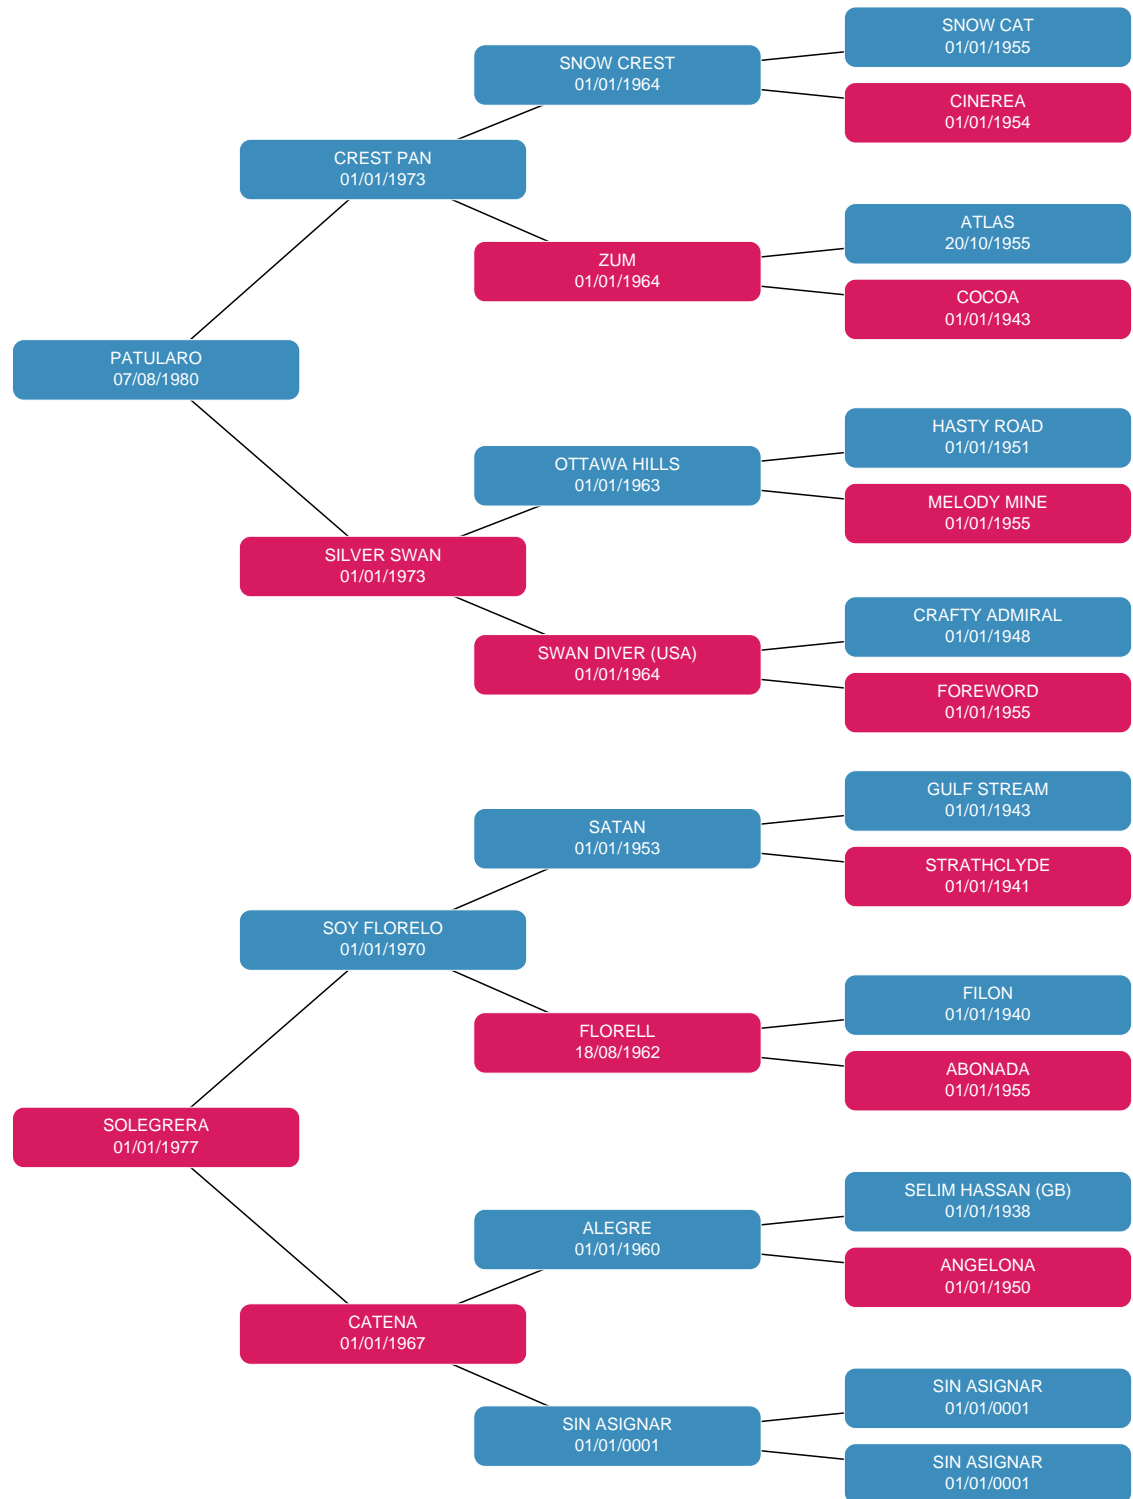 SNOW CAT
01/01/1955
SNOW CREST
01/01/1964
CINEREA
01/01/1954
CREST PAN
01/01/1973
ATLAS
20/10/1955
ZUM
01/01/1964
COCOA
01/01/1943
PATULARO
07/08/1980
HASTY ROAD
01/01/1951
OTTAWA HILLS
01/01/1963
MELODY MINE
01/01/1955
SILVER SWAN
01/01/1973
CRAFTY ADMIRAL
01/01/1948
SWAN DIVER (USA)
01/01/1964
FOREWORD
01/01/1955
GULF STREAM
01/01/1943
SATAN
01/01/1953
STRATHCLYDE
01/01/1941
SOY FLORELO
01/01/1970
FILON
01/01/1940
FLORELL
18/08/1962
ABONADA
01/01/1955
SOLEGRERA
01/01/1977
SELIM HASSAN (GB)
01/01/1938
ALEGRE
01/01/1960
ANGELONA
01/01/1950
CATENA
01/01/1967
SIN ASIGNAR
01/01/0001
SIN ASIGNAR
01/01/0001
SIN ASIGNAR
01/01/0001